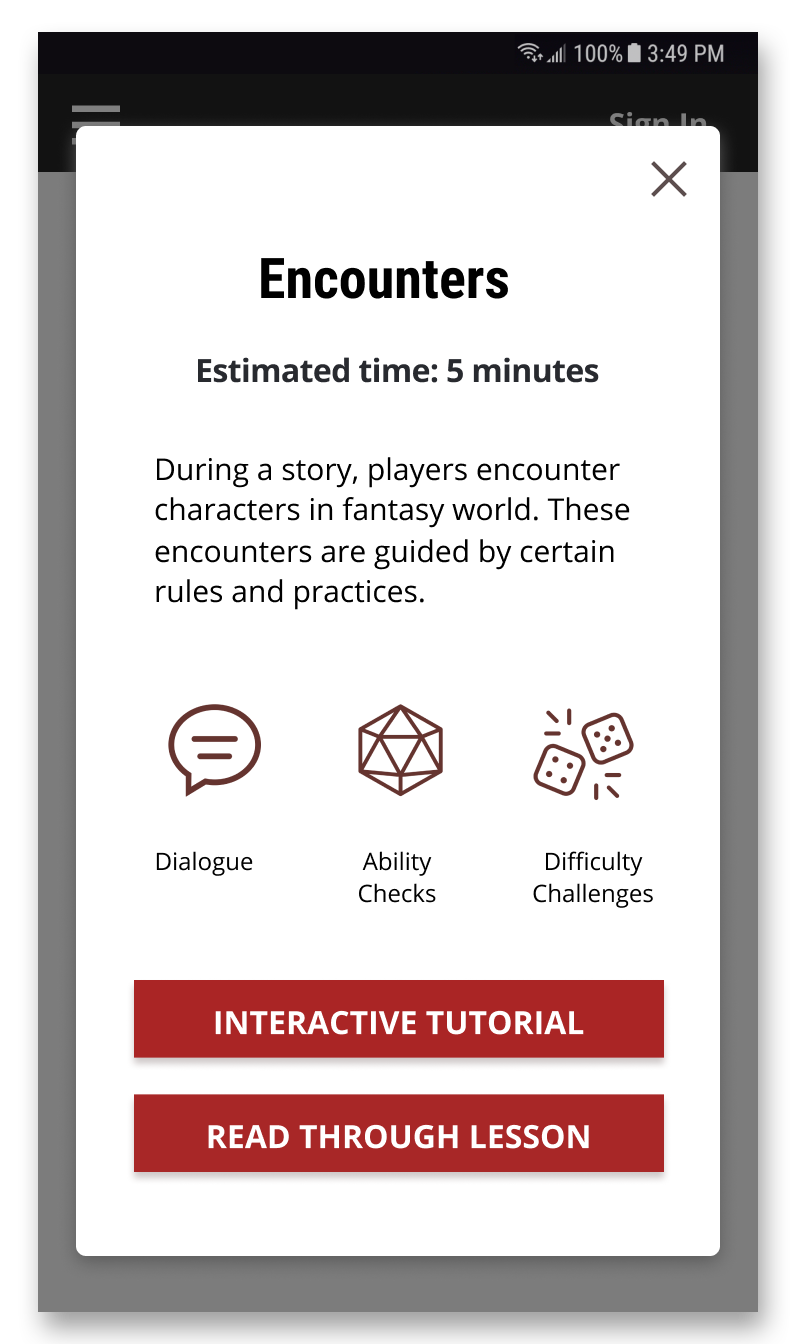 100% 3:49 PM
Sign In
Encounters
Estimated time: 5 minutes
During a story, players encounter
characters in fantasy world. These
encounters are guided by certain
rules and practices.
Dialogue
Ability
Checks
Difficulty
Challenges
INTERACTIVE TUTORIAL
READ THROUGH LESSON